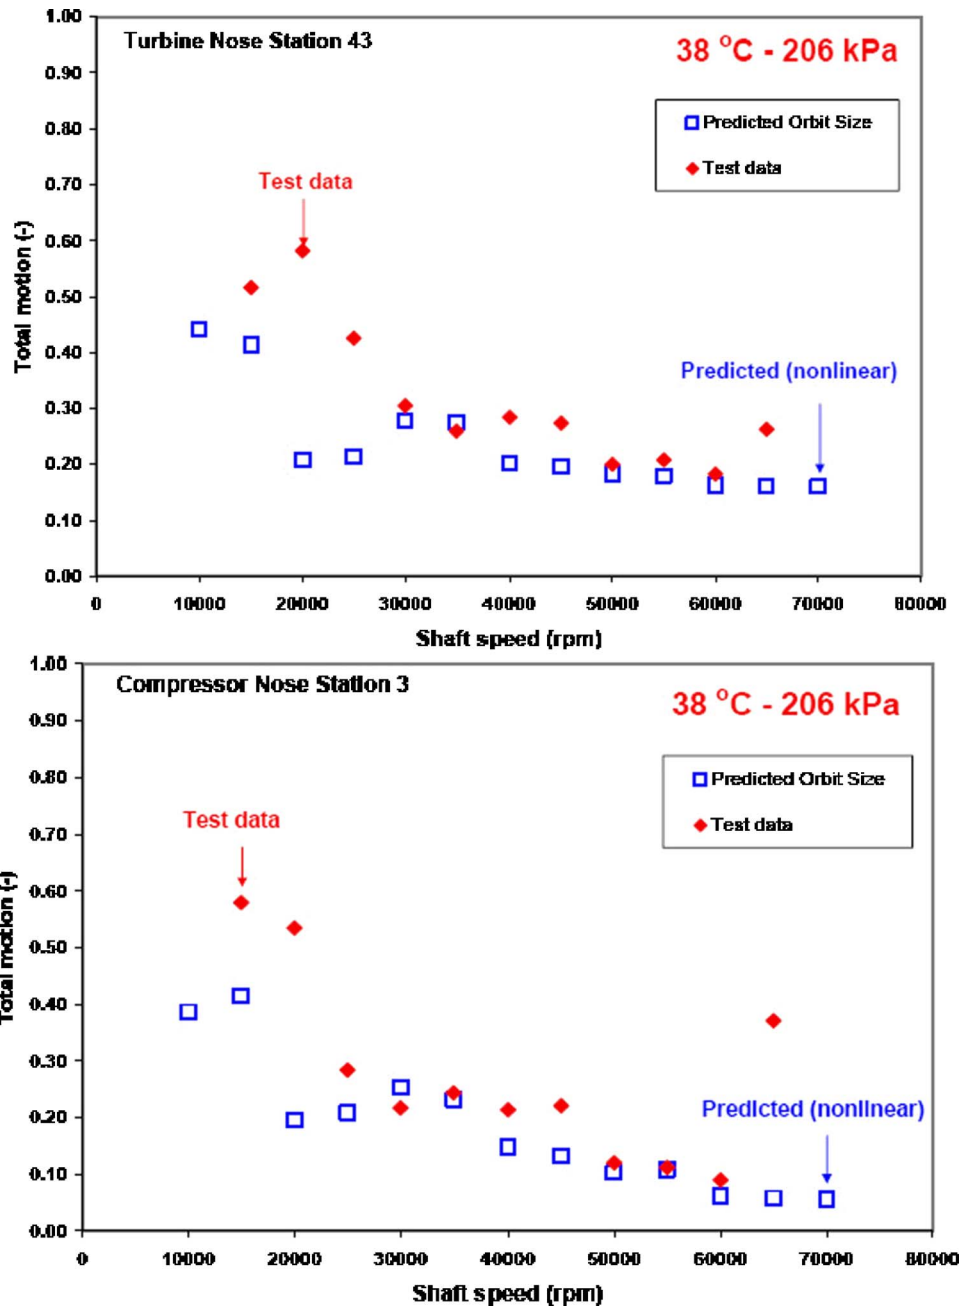 Turbine Nose Station 43
38 °C - 206 kPa
Predicted Orbit Size
Test data
Test data
Predicted (nonlinear)
Total motion (-)
1.00
0.90
0.80
0.70
0.60
0.50
0.40
0.30
0.20
0.10
0.00
0 10000 20000 30000 40000 50000 60000 70000 80000
Shaft speed (rpm)
Compressor Nose Station 3
38 °C - 206 kPa
Predicted Orbit Size
Test data
Test data
Predicted (nonlinear)
Total motion (-)
1.00
0.90
0.80
0.70
0.60
0.50
0.40
0.30
0.20
0.10
0.00
0 10000 20000 30000 40000 50000 60000 70000 80000
Shaft speed (rpm)